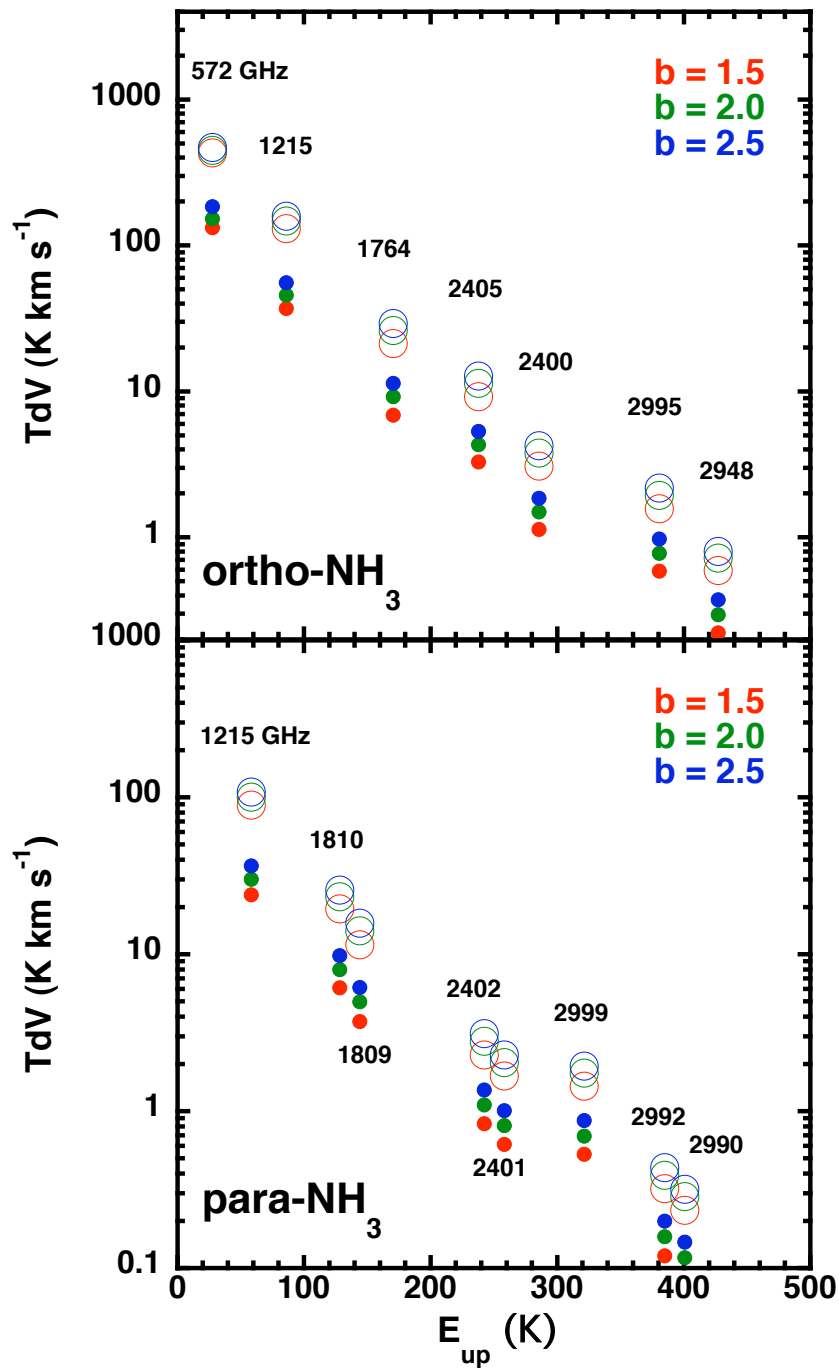 572 GHz
1215
1764
2405
2400
2995
2948
b = 1.5
b = 2.0
b = 2.5
1000
100
10
1
TdV (K km s⁻¹)
ortho-NH₃
1000
100
10
1
0.1
TdV (K km s⁻¹)
1215 GHz
1810
1809
2402
2401
2999
2992
2990
b = 1.5
b = 2.0
b = 2.5
para-NH₃
0 100 200 300 400 500
E_up (K)